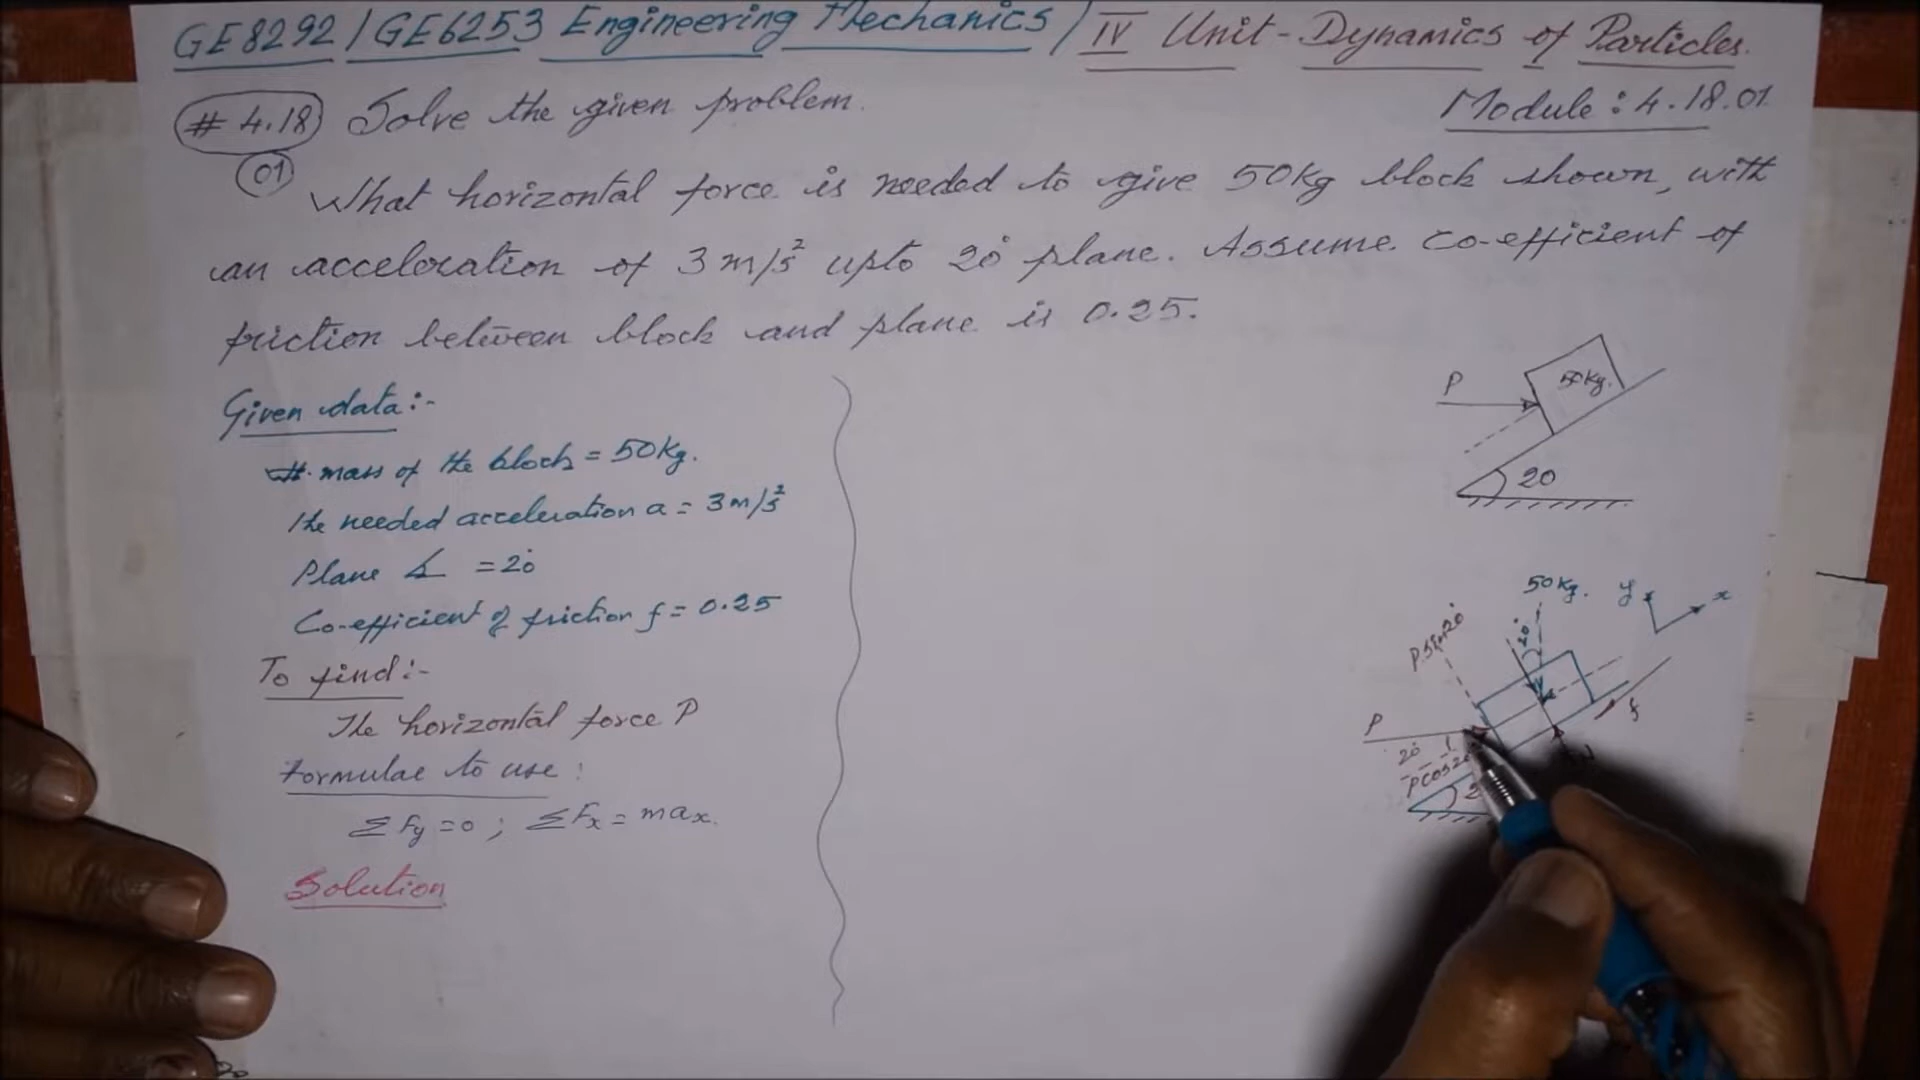 GE8292 / GE6253 Engineering Mechanics / IV Unit - Dynamics of Particles.
# 4.18 Solve the given problem.
Module : 4.18.01
01
What horizontal force is needed to give 50kg block shown, with
an acceleration of 3 m/s² upto 20° plane. Assume co-efficient of
friction between block and plane is 0.25.
Given data:-
mass of the block = 50kg.
The needed acceleration a = 3 m/s²
Plane = 20°
Co-efficient of friction f = 0.25
To find:-
The horizontal force P
Formulae to use :
ΣFy = 0 ; ΣFx = max.
Solution
P
50kg.
20
50kg.
y
x
P sin 20°
20°
P
f
20°
N